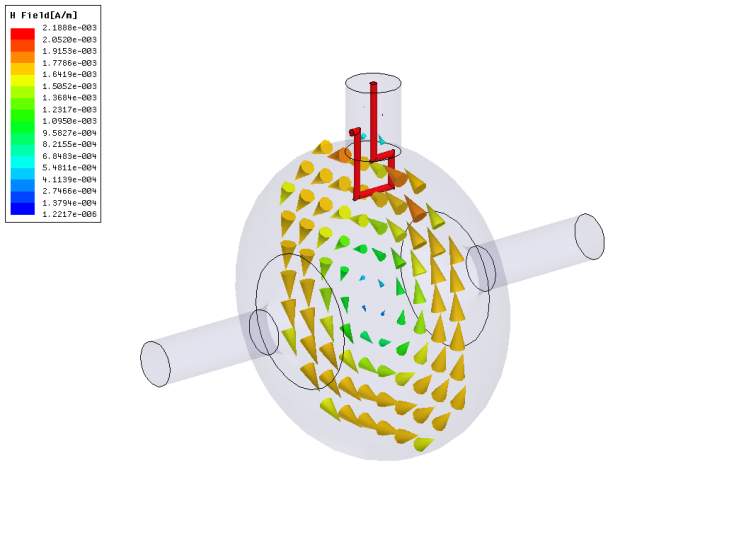 H Field[A/m]
2.1888e-003
2.0520e-003
1.9153e-003
1.7786e-003
1.6419e-003
1.5052e-003
1.3684e-003
1.2317e-003
1.0950e-003
9.5827e-004
8.2155e-004
6.8483e-004
5.4811e-004
4.1139e-004
2.7466e-004
1.3794e-004
1.2217e-006